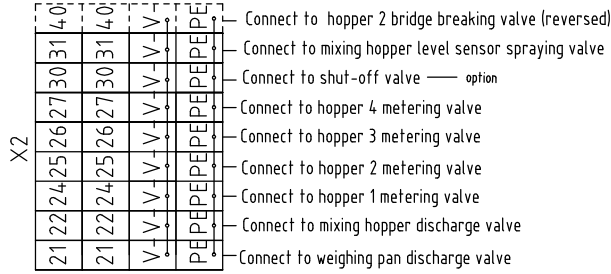 40 40 V- PE Connect to hopper 2 bridge breaking valve (reversed)
31 31 V- PE Connect to mixing hopper level sensor spraying valve
30 30 V- PE Connect to shut-off valve — option
27 27 V- PE Connect to hopper 4 metering valve
26 26 V- PE Connect to hopper 3 metering valve
25 25 V- PE Connect to hopper 2 metering valve
24 24 V- PE Connect to hopper 1 metering valve
22 22 V- PE Connect to mixing hopper discharge valve
21 21 V- PE Connect to weighing pan discharge valve
X2